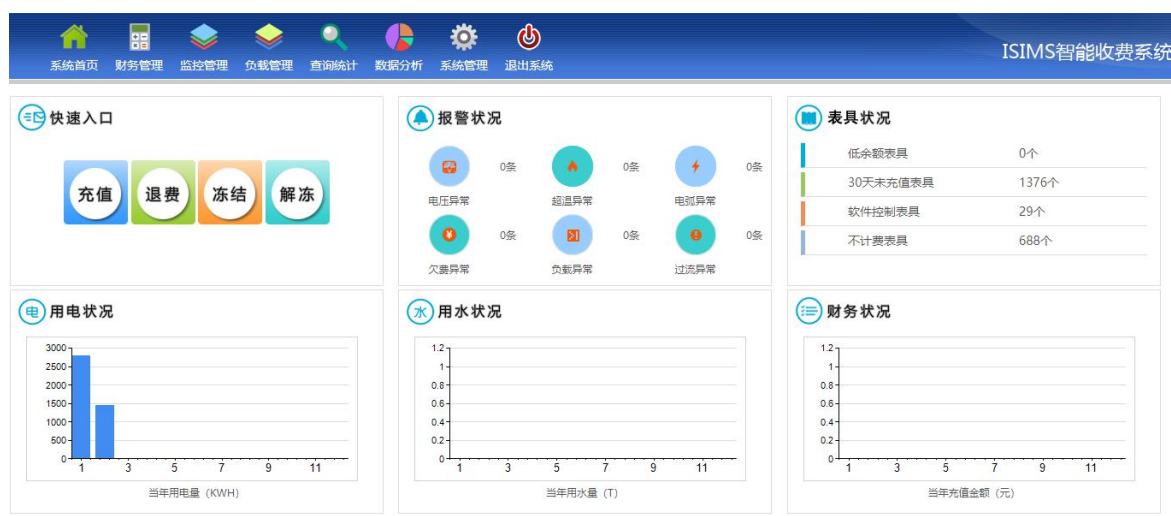 系统首页 财务管理 监控管理 负载管理 查询统计 数据分析 系统管理 退出系统
ISIMS智能收费系统
快速入口
充值 退费 冻结 解冻
报警状况
0条 0条 0条
电压异常 超温异常 电弧异常
0条 0条 0条
欠费异常 负载异常 过流异常
表具状况
低余额表具 0个
30天未充值表具 1376个
软件控制表具 29个
不计费表具 688个
电 用电状况
3000
2500
2000
1500
1000
500
0
1 3 5 7 9 11
当年用电量 (KWH)
水 用水状况
1.2
1
0.8
0.6
0.4
0.2
0
1 3 5 7 9 11
当年用水量 (T)
财务状况
1.2
1
0.8
0.6
0.4
0.2
0
1 3 5 7 9 11
当年充值金额 (元)